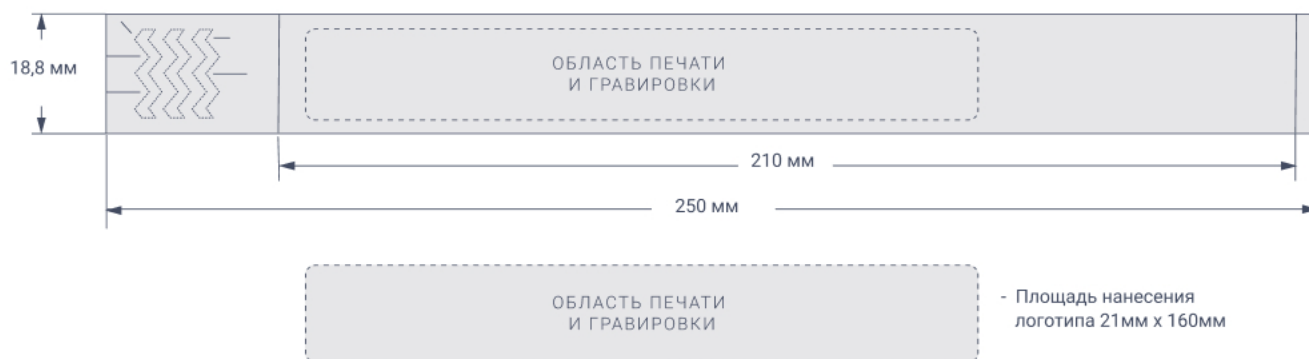 18,8 мм
ОБЛАСТЬ ПЕЧАТИ
И ГРАВИРОВКИ
210 мм
250 мм
ОБЛАСТЬ ПЕЧАТИ
И ГРАВИРОВКИ
- Площадь нанесения
логотипа 21мм х 160мм